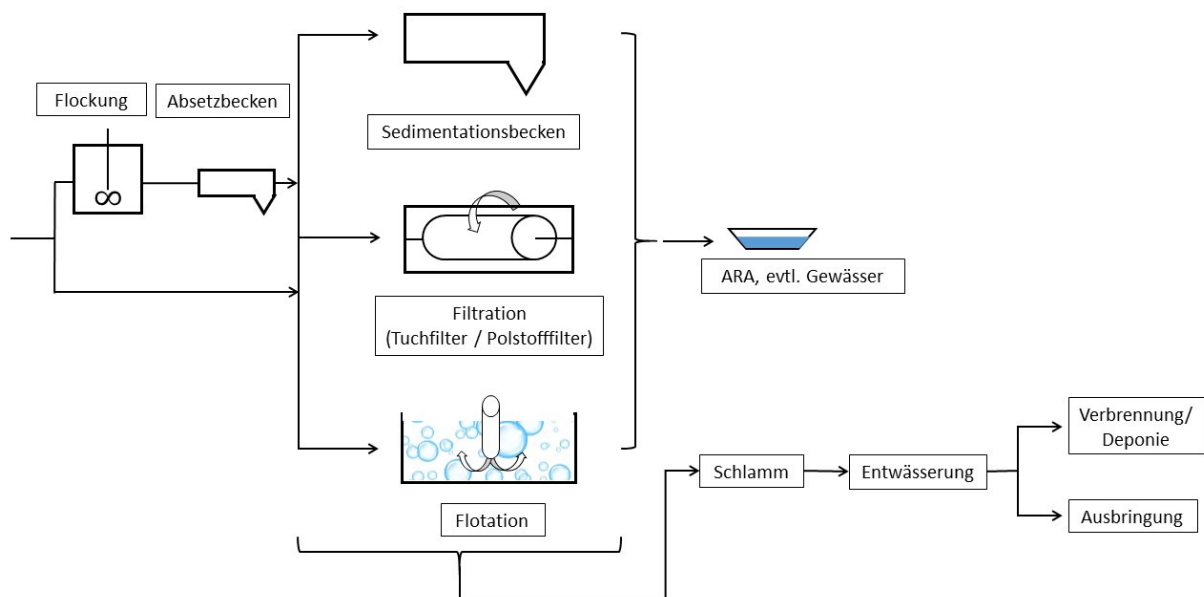 Flockung
Absetzbecken
Sedimentationsbecken
Filtration
(Tuchfilter / Polstofffilter)
Flotation
ARA, evtl. Gewässer
Schlamm
Entwässerung
Verbrennung/
Deponie
Ausbringung